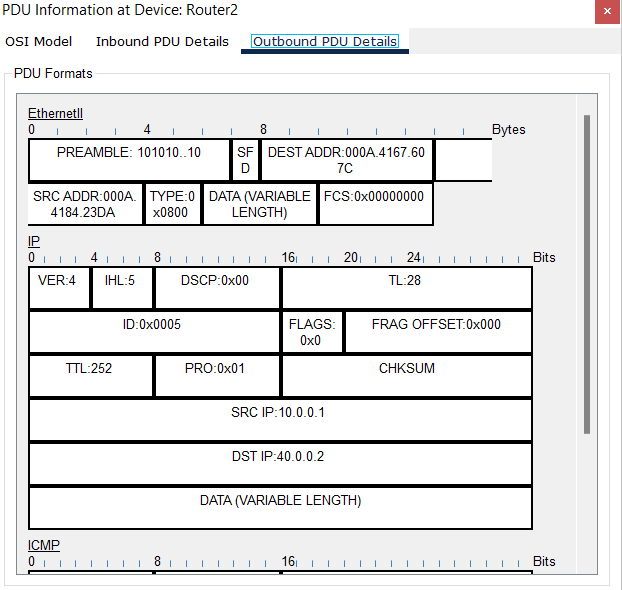 PDU Information at Device: Router2
×
OSI Model Inbound PDU Details Outbound PDU Details
PDU Formats
EthernetII
0 4 8 Bytes
PREAMBLE: 101010..10
SF
D
DEST ADDR:000A.4167.60
7C
SRC ADDR:000A.
4184.23DA
TYPE:0
x0800
DATA (VARIABLE
LENGTH)
FCS:0x00000000
IP
0 4 8 16 20 24 Bits
VER:4 IHL:5 DSCP:0x00 TL:28
ID:0x0005
FLAGS:
0x0
FRAG OFFSET:0x000
TTL:252 PRO:0x01 CHKSUM
SRC IP:10.0.0.1
DST IP:40.0.0.2
DATA (VARIABLE LENGTH)
ICMP
0 8 16 Bits